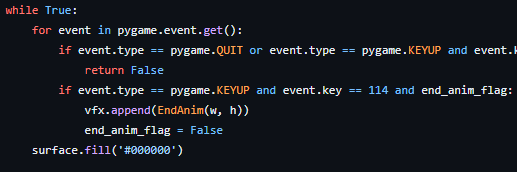 while True:
for event in pygame.event.get():
if event.type == pygame.QUIT or event.type == pygame.KEYUP and event.k
return False
if event.type == pygame.KEYUP and event.key == 114 and end_anim_flag:
vfx.append(EndAnim(w, h))
end_anim_flag = False
surface.fill('#000000')